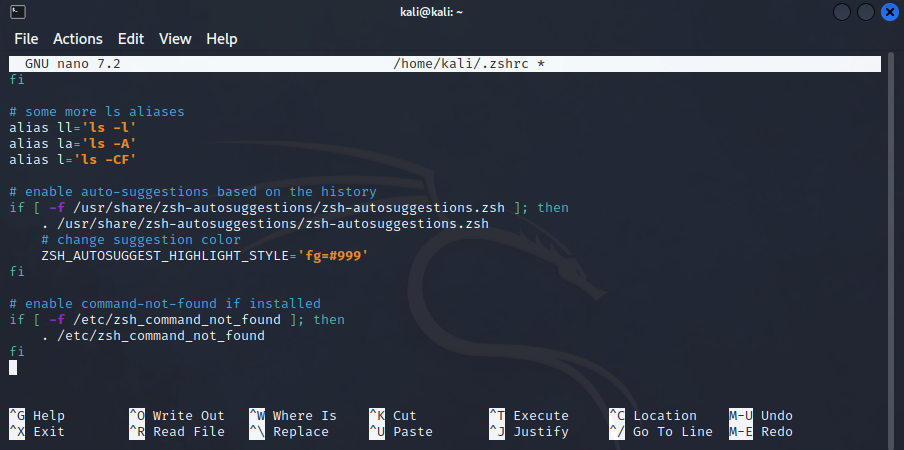 kali@kali: ~
File Actions Edit View Help
GNU nano 7.2 /home/kali/.zshrc *
fi
# some more ls aliases
alias ll='ls -l'
alias la='ls -A'
alias l='ls -CF'
# enable auto-suggestions based on the history
if [ -f /usr/share/zsh-autosuggestions/zsh-autosuggestions.zsh ]; then
    . /usr/share/zsh-autosuggestions/zsh-autosuggestions.zsh
    # change suggestion color
    ZSH_AUTOSUGGEST_HIGHLIGHT_STYLE='fg=#999'
fi
# enable command-not-found if installed
if [ -f /etc/zsh_command_not_found ]; then
    . /etc/zsh_command_not_found
fi
^G Help ^O Write Out ^W Where Is ^K Cut ^T Execute ^C Location M-U Undo
^X Exit ^R Read File ^\ Replace ^U Paste ^J Justify ^/ Go To Line M-E Redo